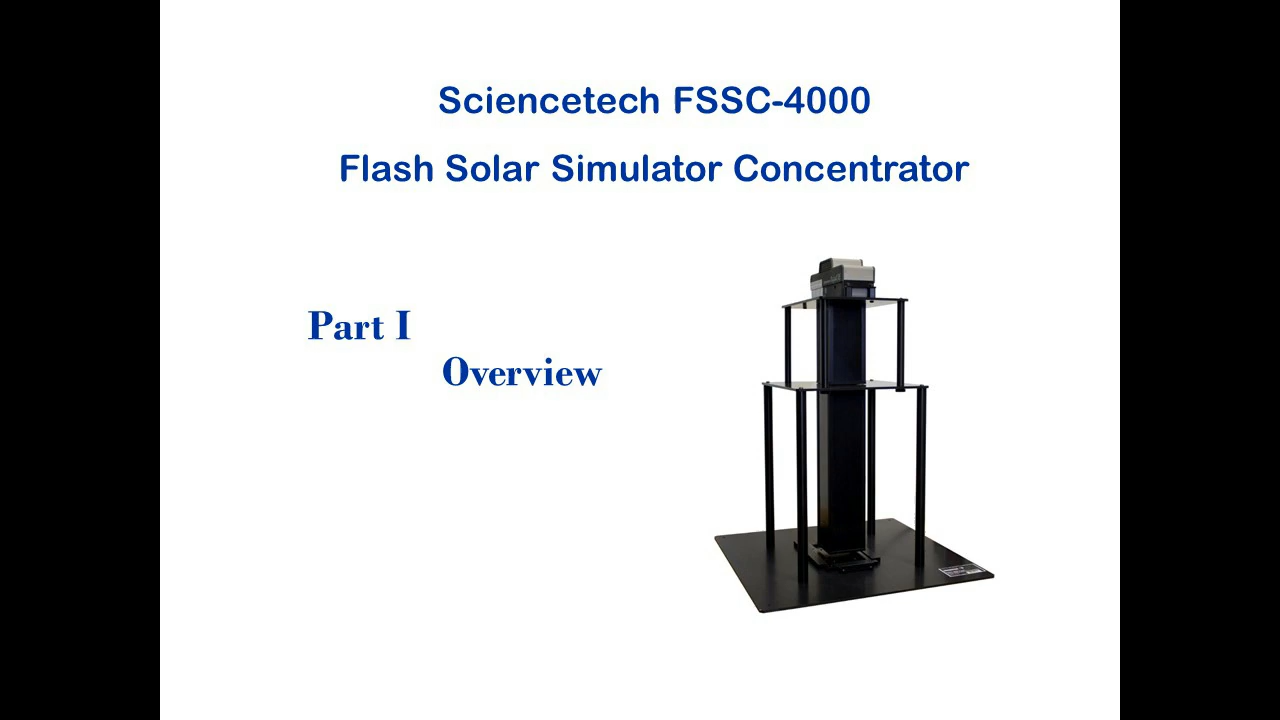 Sciencetech FSSC-4000
Flash Solar Simulator Concentrator
Part I
Overview